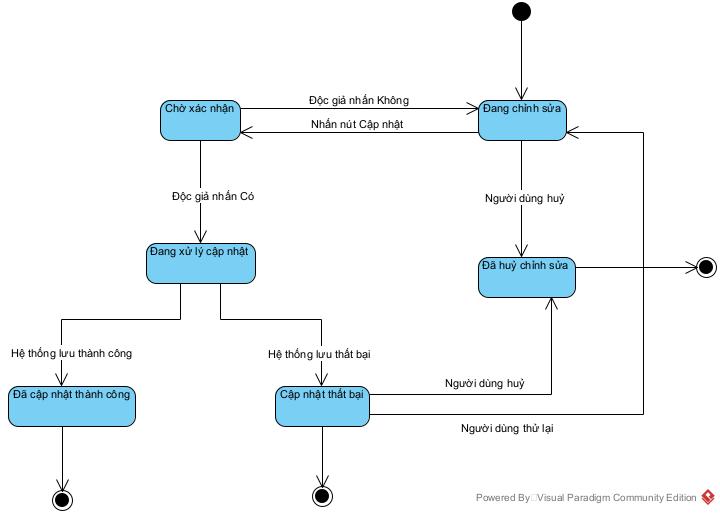 Độc giả nhấn Không
Chờ xác nhận
Đang chỉnh sửa
Nhấn nút Cập nhật
Độc giả nhấn Có
Người dùng huỷ
Đang xử lý cập nhật
Đã huỷ chỉnh sửa
Hệ thống lưu thành công
Hệ thống lưu thất bại
Đã cập nhật thành công
Cập nhật thất bại
Người dùng huỷ
Người dùng thử lại
Powered By Visual Paradigm Community Edition